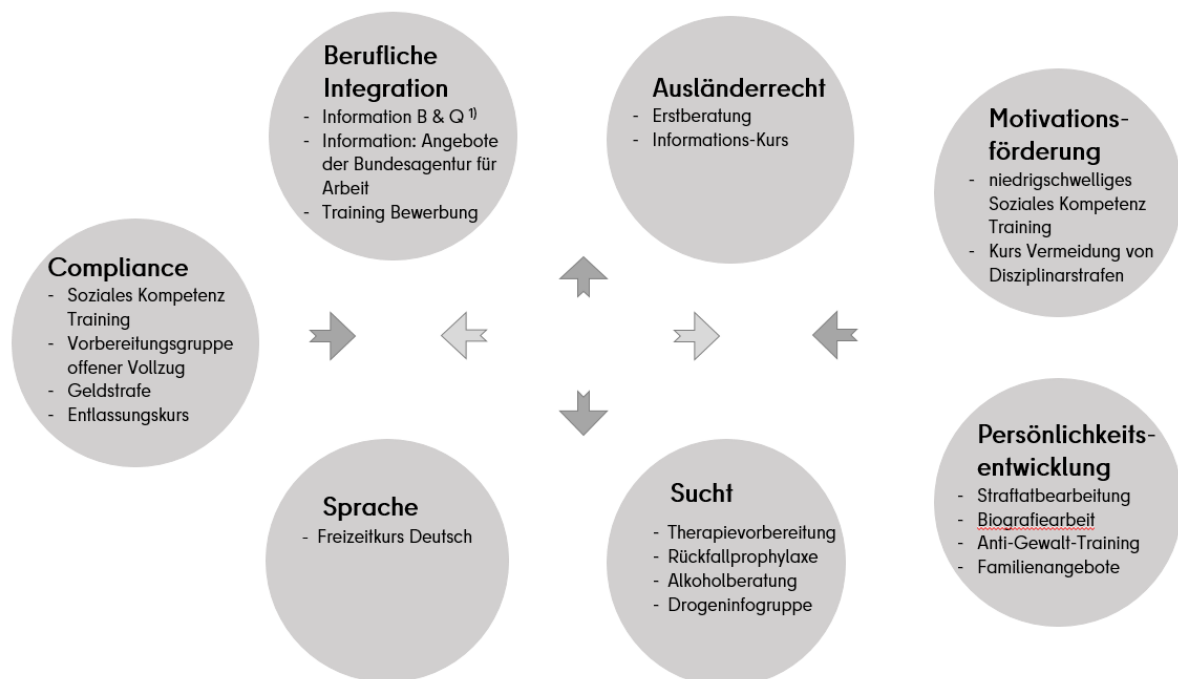 Berufliche
Integration
- Information B & Q ¹⁾
- Information: Angebote
der Bundesagentur für
Arbeit
- Training Bewerbung
Ausländerrecht
- Erstberatung
- Informations-Kurs
Motivations-
förderung
- niedrigschwelliges
Soziales Kompetenz
Training
- Kurs Vermeidung von
Disziplinarstrafen
Compliance
- Soziales Kompetenz
Training
- Vorbereitungsgruppe
offener Vollzug
- Geldstrafe
- Entlassungskurs
Sprache
- Freizeitkurs Deutsch
Sucht
- Therapievorbereitung
- Rückfallprophylaxe
- Alkoholberatung
- Drogeninfogruppe
Persönlichkeits-
entwicklung
- Straftatbearbeitung
- Biografiearbeit
- Anti-Gewalt-Training
- Familienangebote